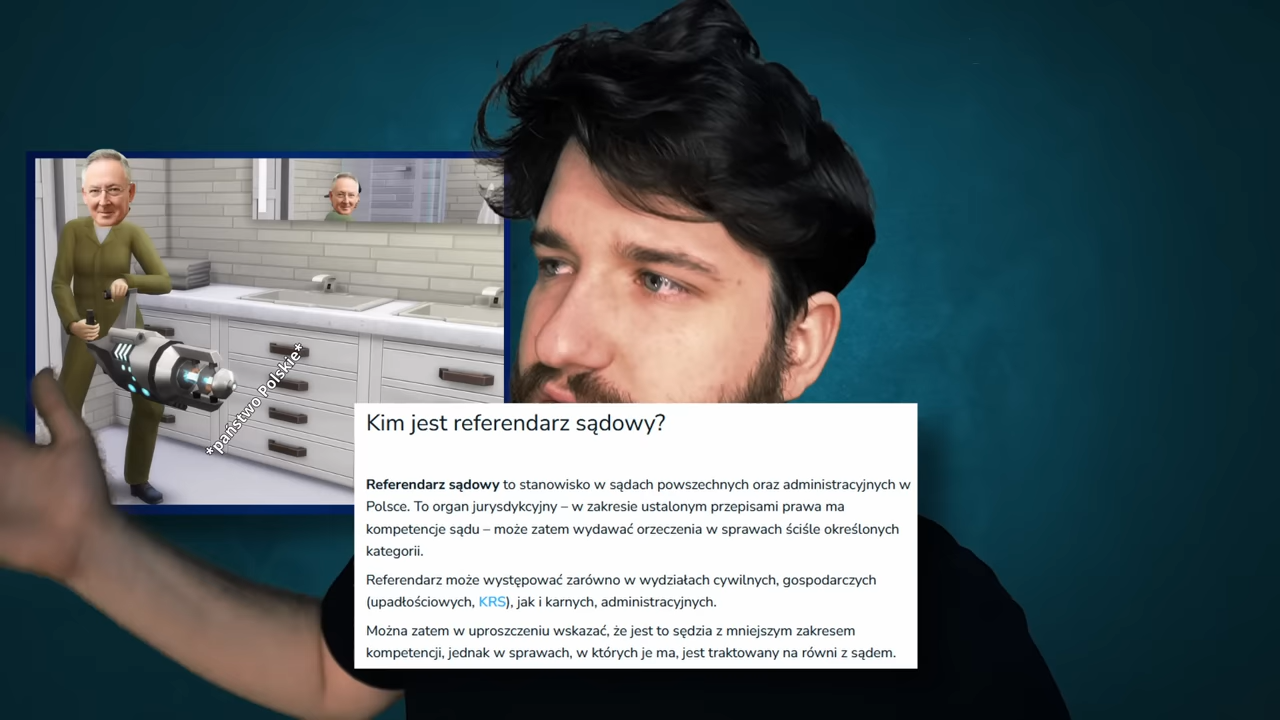 *państwo Polskie*
Kim jest referendarz sądowy?
Referendarz sądowy to stanowisko w sądach powszechnych oraz administracyjnych w
Polsce. To organ jurysdykcyjny – w zakresie ustalonym przepisami prawa ma
kompetencje sądu – może zatem wydawać orzeczenia w sprawach ściśle określonych
kategorii.
Referendarz może występować zarówno w wydziałach cywilnych, gospodarczych
(upadłościowych, KRS), jak i karnych, administracyjnych.
Można zatem w uproszczeniu wskazać, że jest to sędzia z mniejszym zakresem
kompetencji, jednak w sprawach, w których je ma, jest traktowany na równi z sądem.